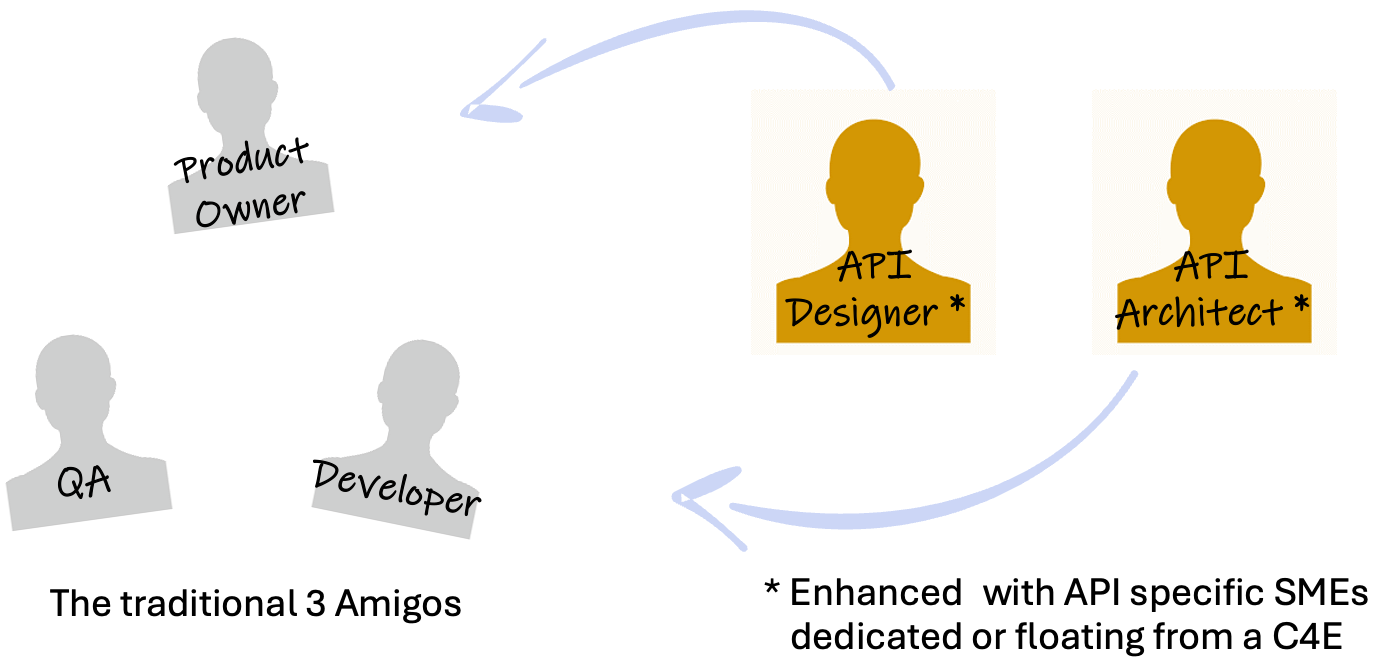 Product
Owner
API
Designer *
API
Architect *
QA
Developer
The traditional 3 Amigos
* Enhanced with API specific SMEs
dedicated or floating from a C4E